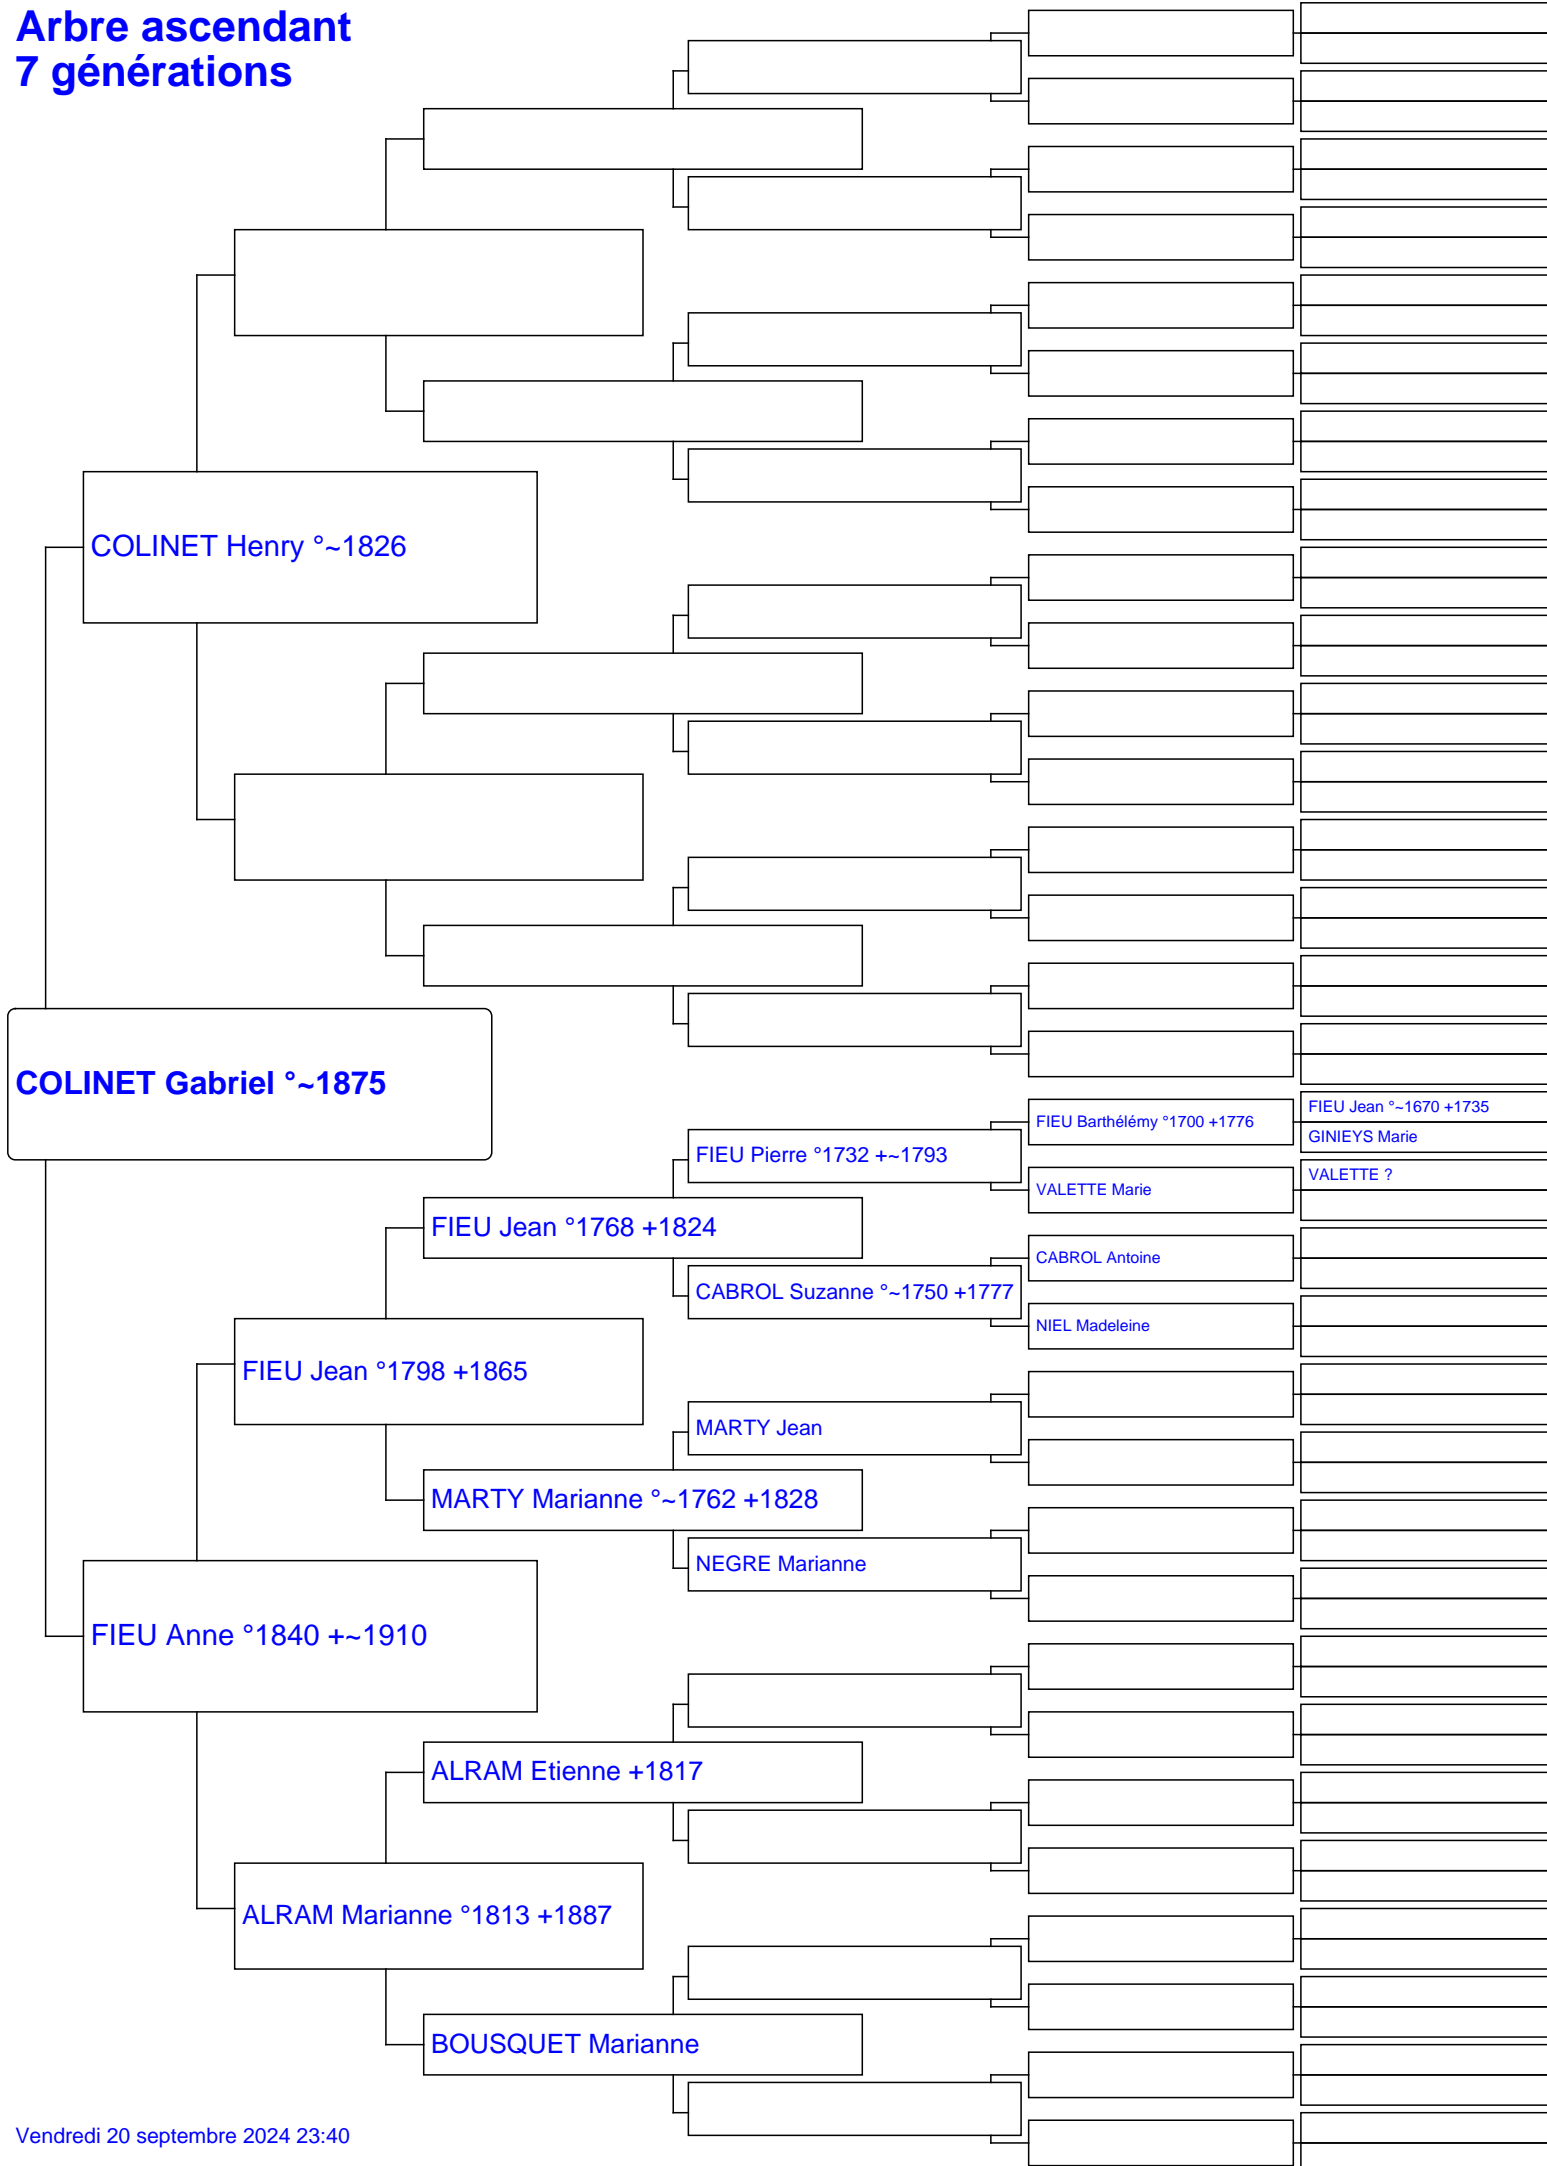 Arbre ascendant
7 générations
COLINET Henry °~1826
COLINET Gabriel °~1875
FIEU Barthélémy °1700 +1776
FIEU Jean °~1670 +1735
GINIEYS Marie
FIEU Pierre °1732 +~1793
VALETTE Marie
VALETTE ?
FIEU Jean °1768 +1824
CABROL Antoine
CABROL Suzanne °~1750 +1777
NIEL Madeleine
FIEU Jean °1798 +1865
MARTY Jean
MARTY Marianne °~1762 +1828
NEGRE Marianne
FIEU Anne °1840 +~1910
ALRAM Etienne +1817
ALRAM Marianne °1813 +1887
BOUSQUET Marianne
Vendredi 20 septembre 2024 23:40